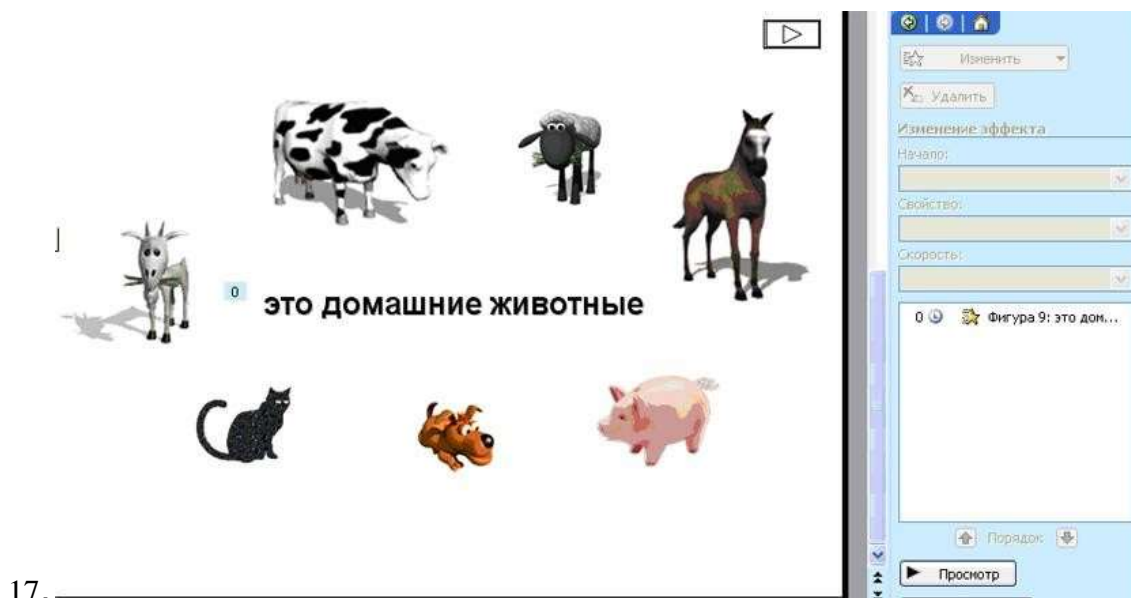 Изменить
Удалить
Изменение эффекта
Начало:
Свойство:
Скорость:
0
это домашние животные
0 Фигура 9: это дом...
Порядок
Просмотр
17.